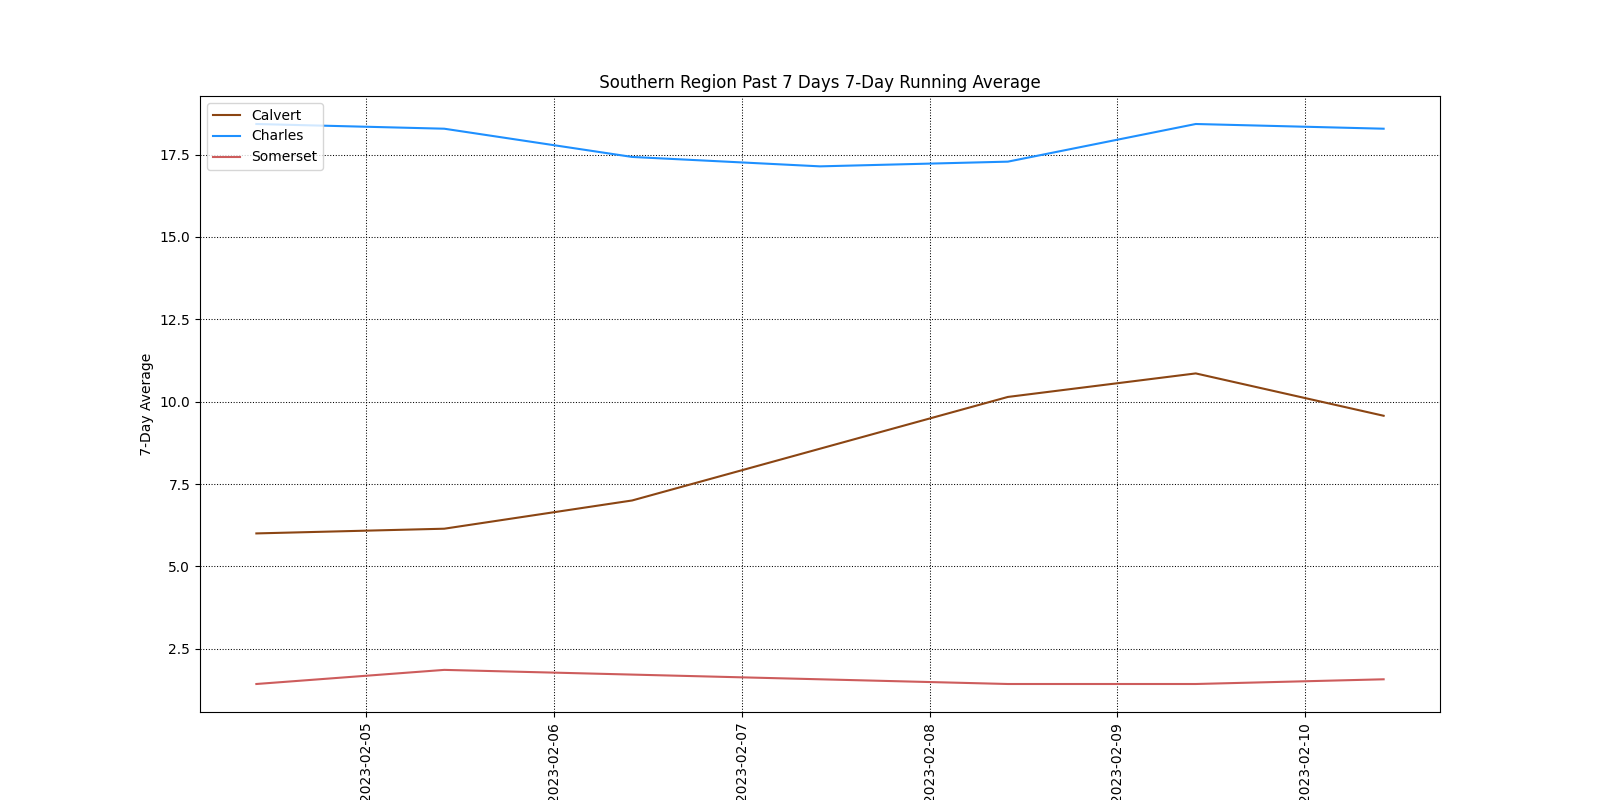 Southern Region Past 7 Days 7-Day Running Average
Calvert
Charles
Somerset
17.5
15.0
12.5
10.0
7.5
5.0
2.5
7-Day Average
2023-02-05
2023-02-06
2023-02-07
2023-02-08
2023-02-09
2023-02-10